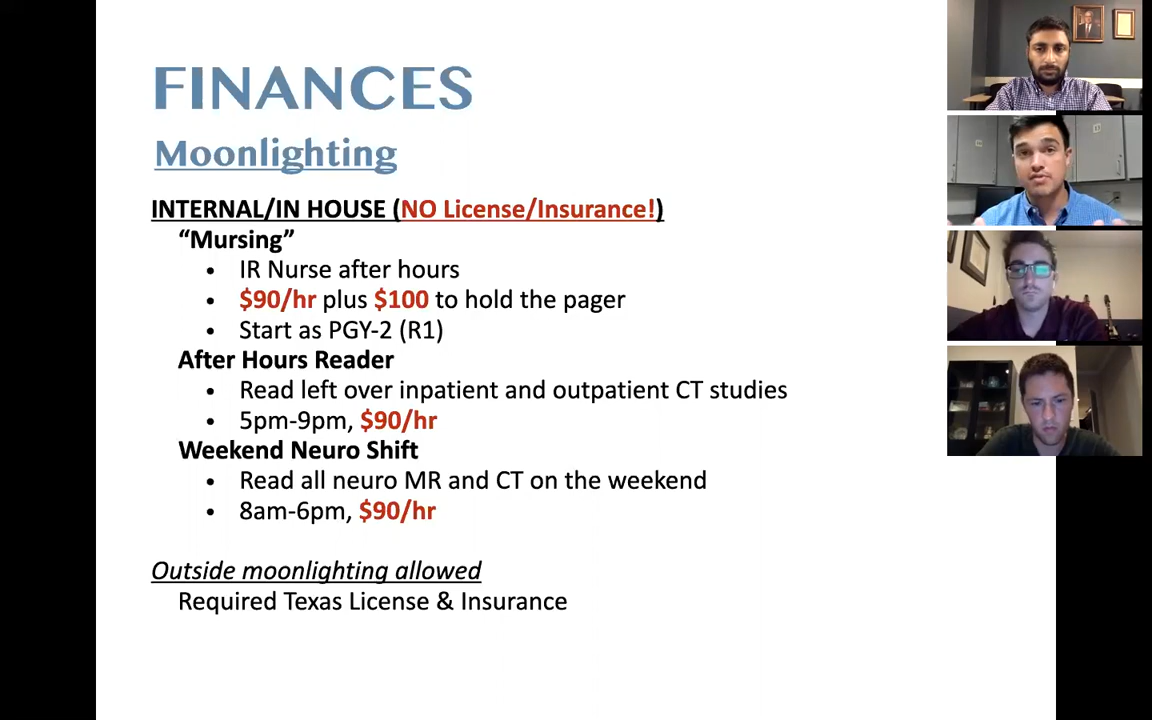 FINANCES
Moonlighting
INTERNAL/IN HOUSE (NO License/Insurance!)
“Mursing”
• IR Nurse after hours
• $90/hr plus $100 to hold the pager
• Start as PGY-2 (R1)
After Hours Reader
• Read left over inpatient and outpatient CT studies
• 5pm-9pm, $90/hr
Weekend Neuro Shift
• Read all neuro MR and CT on the weekend
• 8am-6pm, $90/hr
Outside moonlighting allowed
Required Texas License & Insurance